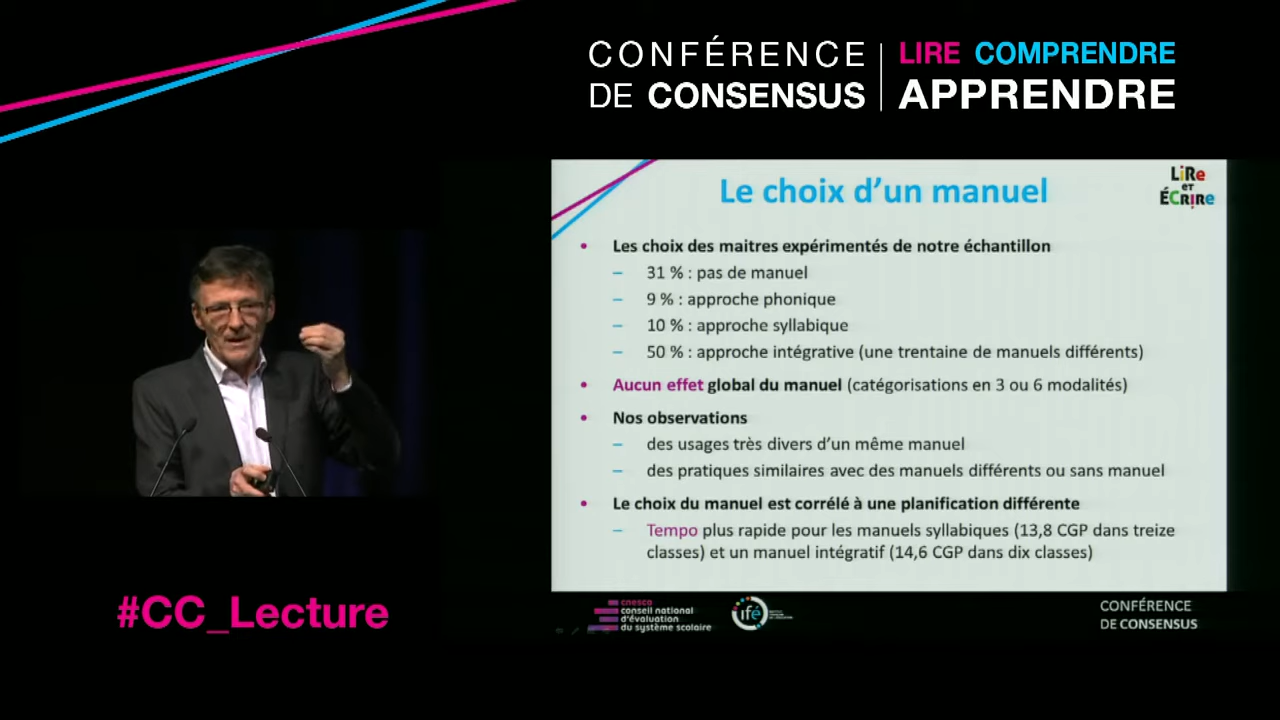 CONFÉRENCE
DE CONSENSUS
LIRE COMPRENDRE
APPRENDRE
Le choix d'un manuel
LiRe
ET
ÉCRIRe
• Les choix des maitres expérimentés de notre échantillon
– 31 % : pas de manuel
– 9 % : approche phonique
– 10 % : approche syllabique
– 50 % : approche intégrative (une trentaine de manuels différents)
• Aucun effet global du manuel (catégorisations en 3 ou 6 modalités)
• Nos observations
– des usages très divers d'un même manuel
– des pratiques similaires avec des manuels différents ou sans manuel
• Le choix du manuel est corrélé à une planification différente
– Tempo plus rapide pour les manuels syllabiques (13,8 CGP dans treize
classes) et un manuel intégratif (14,6 CGP dans dix classes)
#CC_Lecture
cnesco
conseil national
d'évaluation
du système scolaire
ifé
CONFÉRENCE
DE CONSENSUS